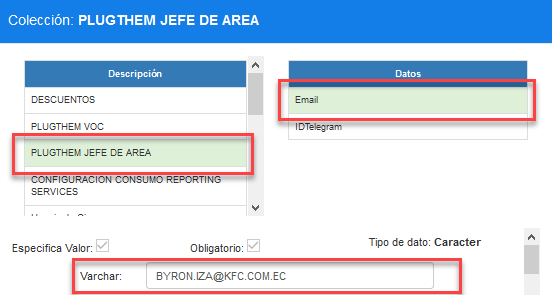 Colección: PLUGTHEM JEFE DE AREA
Descripción
DESCUENTOS
PLUGTHEM VOC
PLUGTHEM JEFE DE AREA
CONFIGURACION CONSUMO REPORTING
SERVICES
Datos
Email
IDTelegram
Especifica Valor:
Obligatorio:
Tipo de dato: Caracter
Varchar: BYRON.IZA@KFC.COM.EC